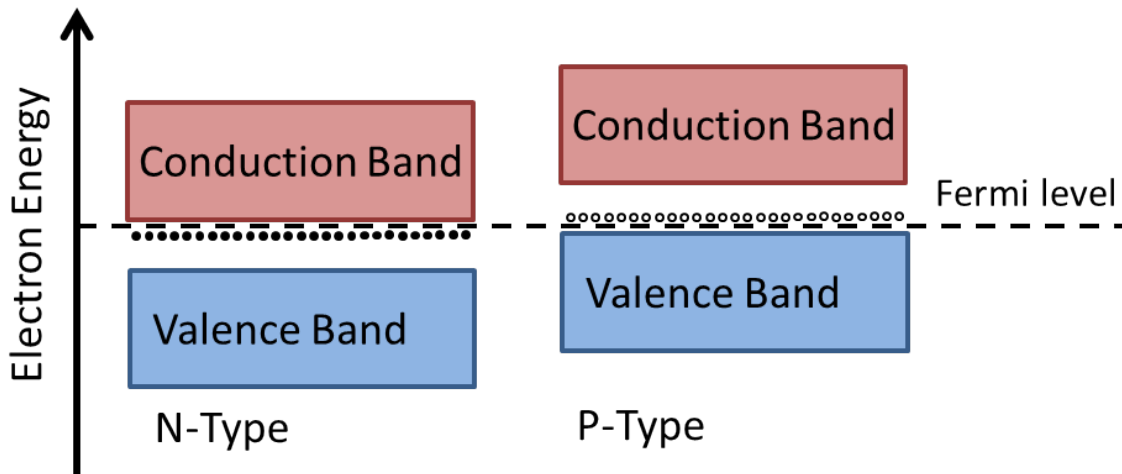 Electron Energy
Conduction Band
Valence Band
N-Type
Conduction Band
Valence Band
P-Type
Fermi level